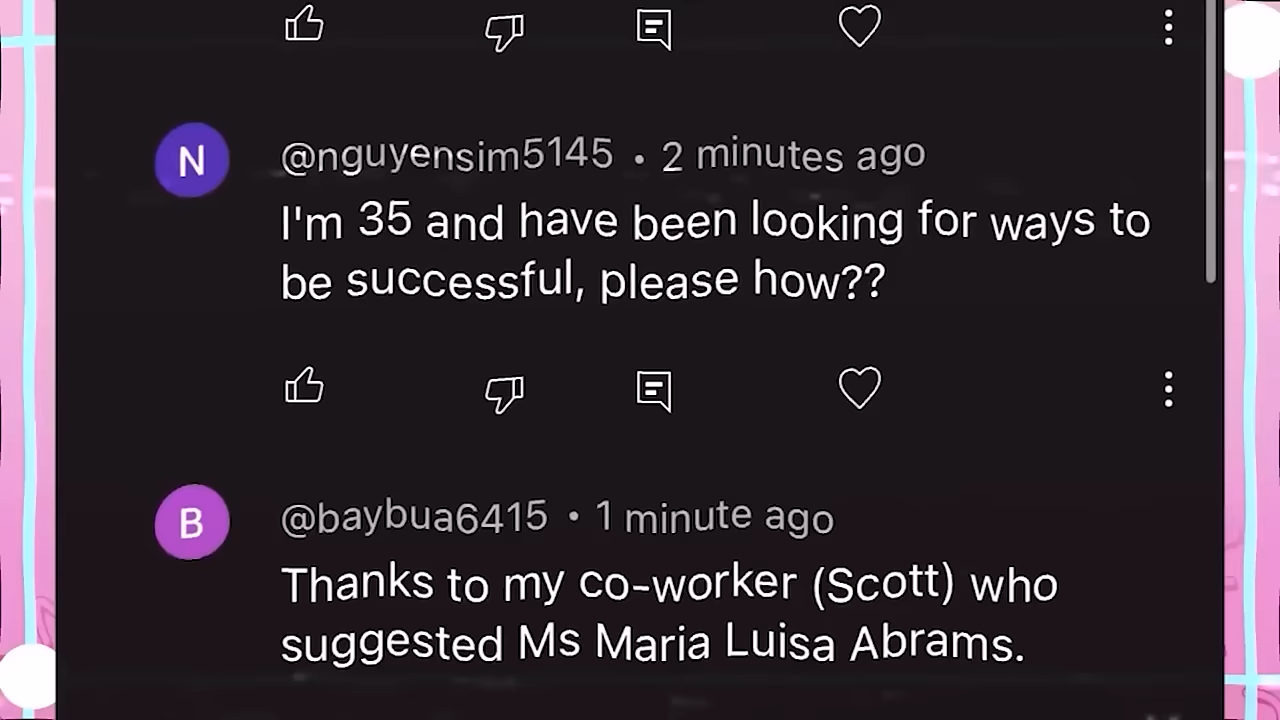 N
@nguyensim5145 • 2 minutes ago
I'm 35 and have been looking for ways to
be successful, please how??
B
@baybua6415 • 1 minute ago
Thanks to my co-worker (Scott) who
suggested Ms Maria Luisa Abrams.